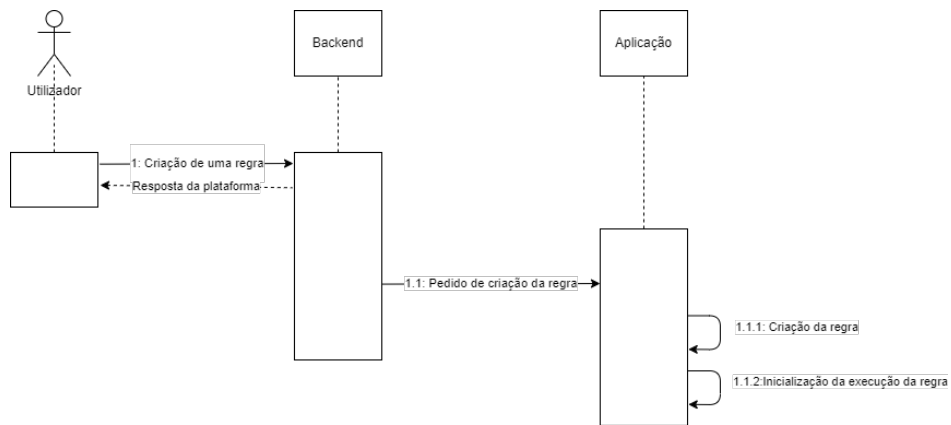 Backend
Aplicação
Utilizador
1: Criação de uma regra
Resposta da plataforma
1.1: Pedido de criação da regra
1.1.1: Criação da regra
1.1.2:Inicialização da execução da regra